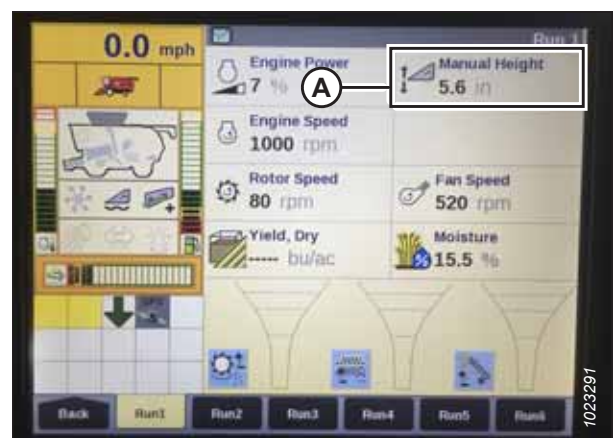 0.0 mph
Run 1
Engine Power
7 %
A
Manual Height
5.6 in
Engine Speed
1000 rpm
Rotor Speed
80 rpm
Fan Speed
520 rpm
Yield, Dry
----- bu/ac
Moisture
15.5 %
Back
Run1
Run2
Run3
Run4
Run5
Run6
1023291